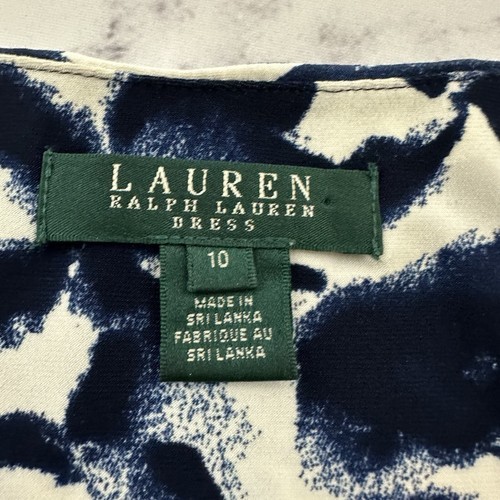 LAUREN
RALPH LAUREN
DRESS
10
MADE IN
SRI LANKA
FABRIQUE AU
SRI LANKA